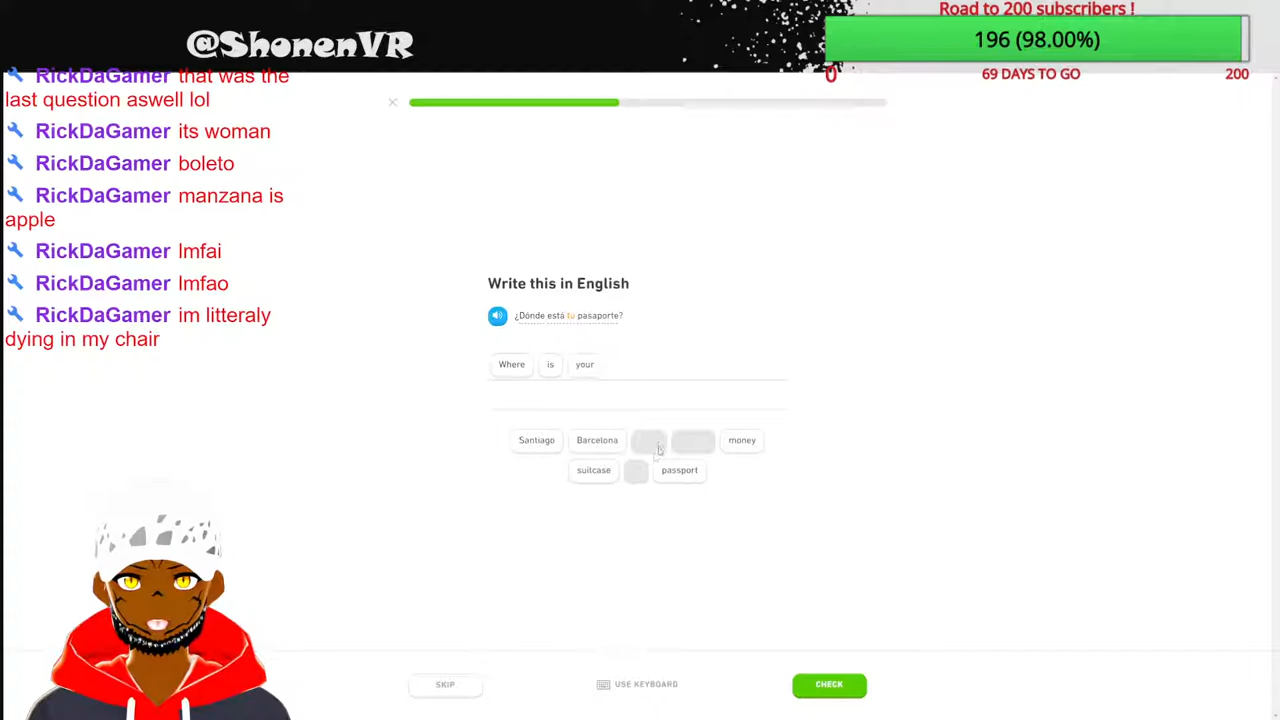 Road to 200 subscribers !
@ShonenVR
196 (98.00%)
0 69 DAYS TO GO 200
RickDaGamer that was the
last question aswell lol
RickDaGamer its woman
RickDaGamer boleto
RickDaGamer manzana is
apple
RickDaGamer lmfai
RickDaGamer lmfao
RickDaGamer im litteraly
dying in my chair
Write this in English
¿Dónde está tu pasaporte?
Where is your
Santiago Barcelona money
suitcase passport
SKIP USE KEYBOARD CHECK